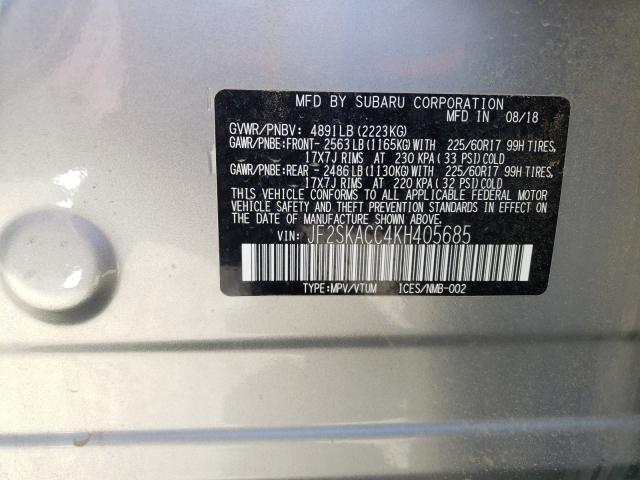 MFD BY SUBARU CORPORATION
MFD IN 08/18
GVWR/PNBV: 4891LB(2223KG)
GAWR/PNBE:FRONT- 2563LB(1165KG)WITH 225/60R17 99H TIRES,
17X7J RIMS AT 230 KPA(33 PSI)COLD
GAWR/PNBE:REAR - 2486LB(1130KG)WITH 225/60R17 99H TIRES,
17X7J RIMS AT 220 KPA(32 PSI)COLD
THIS VEHICLE CONFORMS TO ALL APPLICABLE FEDERAL MOTOR
VEHICLE SAFETY AND THEFT PREVENTION STANDARDS IN EFFECT ON
THE DATE OF MANUFACTURE SHOWN ABOVE.
VIN: JF2SKACC4KH405685
TYPE:MPV/VTUM ICES/NMB-002